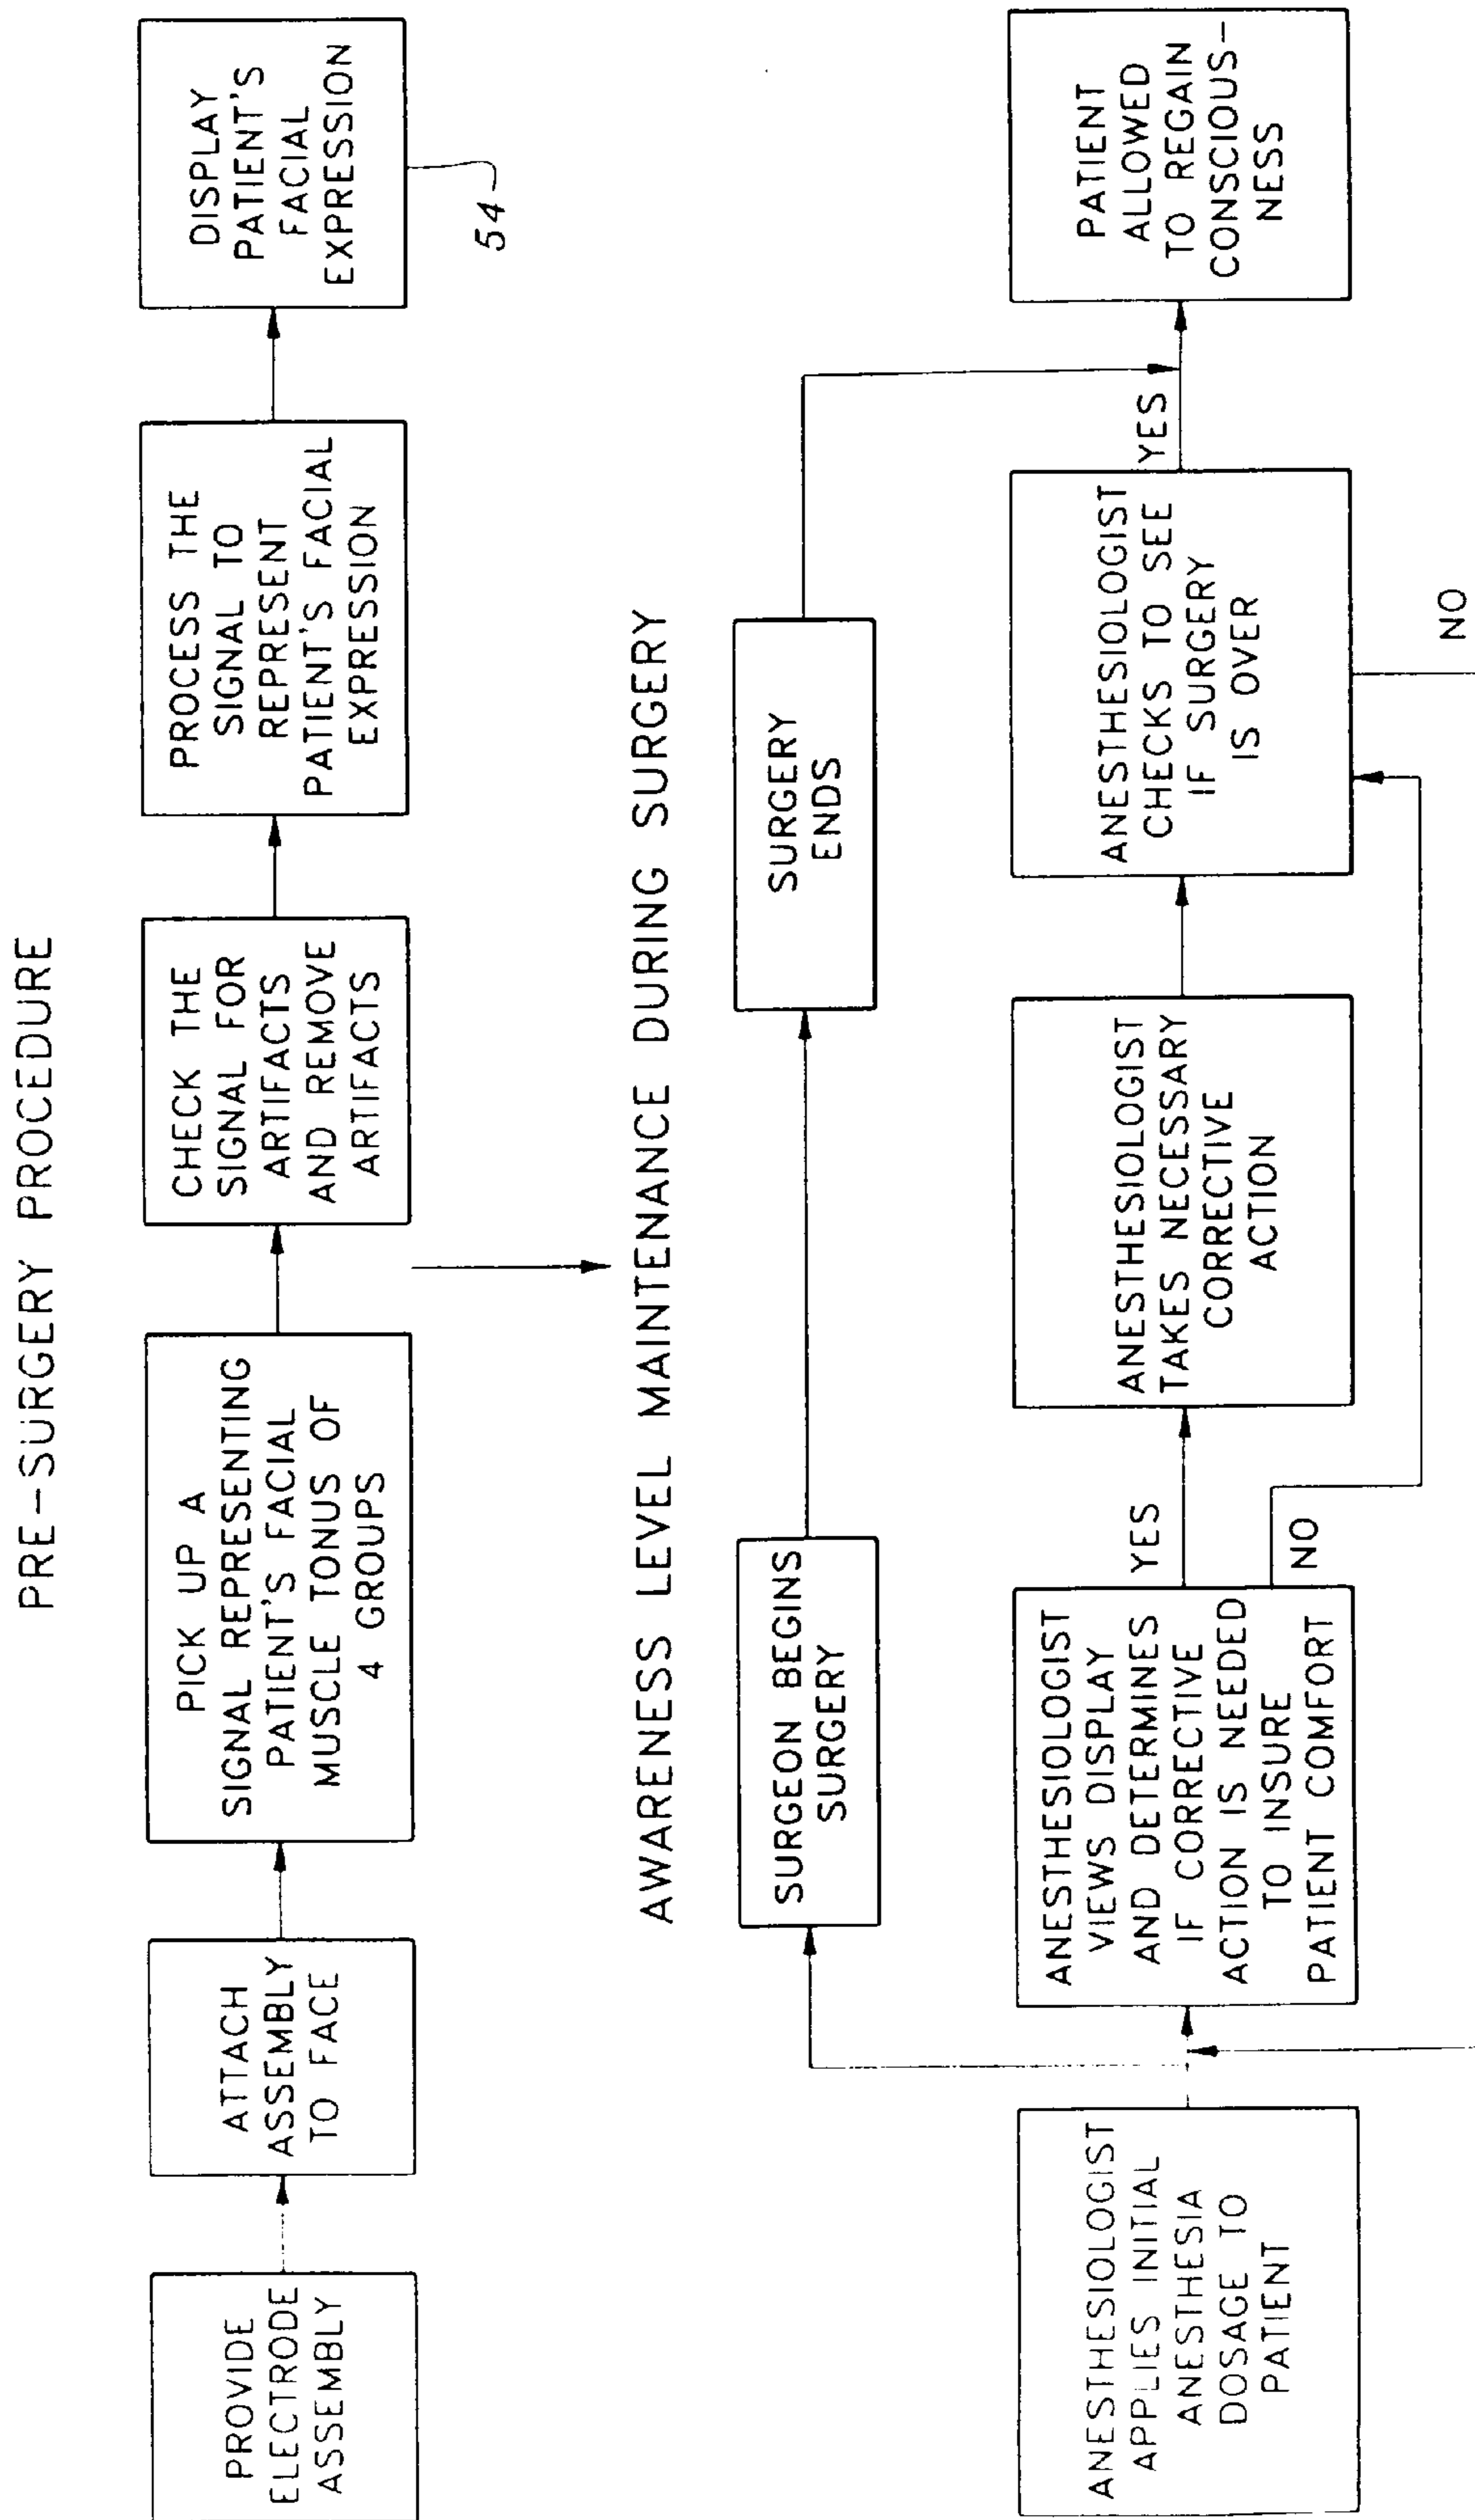 PRE-SURGERY PROCEDURE
PROVIDE
ELECTRODE
ASSEMBLY
ATTACH
ASSEMBLY
TO FACE
PICK UP A
SIGNAL REPRESENTING
PATIENT'S FACIAL
MUSCLE TONUS OF
4 GROUPS
CHECK THE
SIGNAL FOR
ARTIFACTS
AND REMOVE
ARTIFACTS
PROCESS THE
SIGNAL TO
REPRESENT
PATIENT'S FACIAL
EXPRESSION
DISPLAY
PATIENT'S
FACIAL
EXPRESSION
54
AWARENESS LEVEL MAINTENANCE DURING SURGERY
SURGEON BEGINS
SURGERY
SURGERY
ENDS
ANESTHESIOLOGIST
APPLIES INITIAL
ANESTHESIA
DOSAGE TO
PATIENT
ANESTHESIOLOGIST
VIEWS DISPLAY
AND DETERMINES
IF CORRECTIVE
ACTION IS NEEDED
TO INSURE
PATIENT COMFORT
YES
NO
ANESTHESIOLOGIST
TAKES NECESSARY
CORRECTIVE
ACTION
ANESTHESIOLOGIST
CHECKS TO SEE
IF SURGERY
IS OVER
YES
NO
PATIENT
ALLOWED
TO REGAIN
CONSCIOUS-
NESS